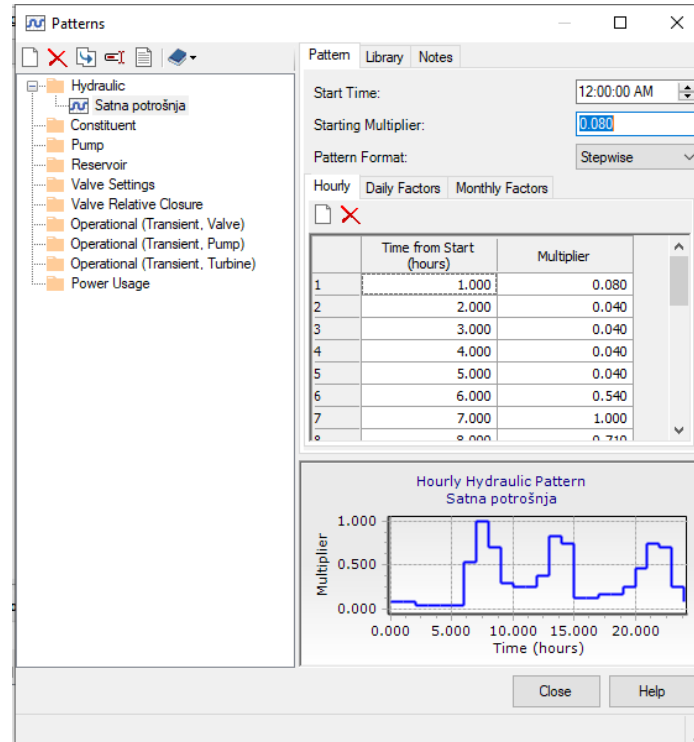 Patterns
Hydraulic
Satna potrošnja
Constituent
Pump
Reservoir
Valve Settings
Valve Relative Closure
Operational (Transient, Valve)
Operational (Transient, Pump)
Operational (Transient, Turbine)
Power Usage
Pattern Library Notes
Start Time: 12:00:00 AM
Starting Multiplier: 0.080
Pattern Format: Stepwise
Hourly Daily Factors Monthly Factors
Time from Start (hours) Multiplier
1 1.000 0.080
2 2.000 0.040
3 3.000 0.040
4 4.000 0.040
5 5.000 0.040
6 6.000 0.540
7 7.000 1.000
8 8.000 0.710
Hourly Hydraulic Pattern
Satna potrošnja
Multiplier
1.000
0.500
0.000
0.000 5.000 10.000 15.000 20.000
Time (hours)
Close Help